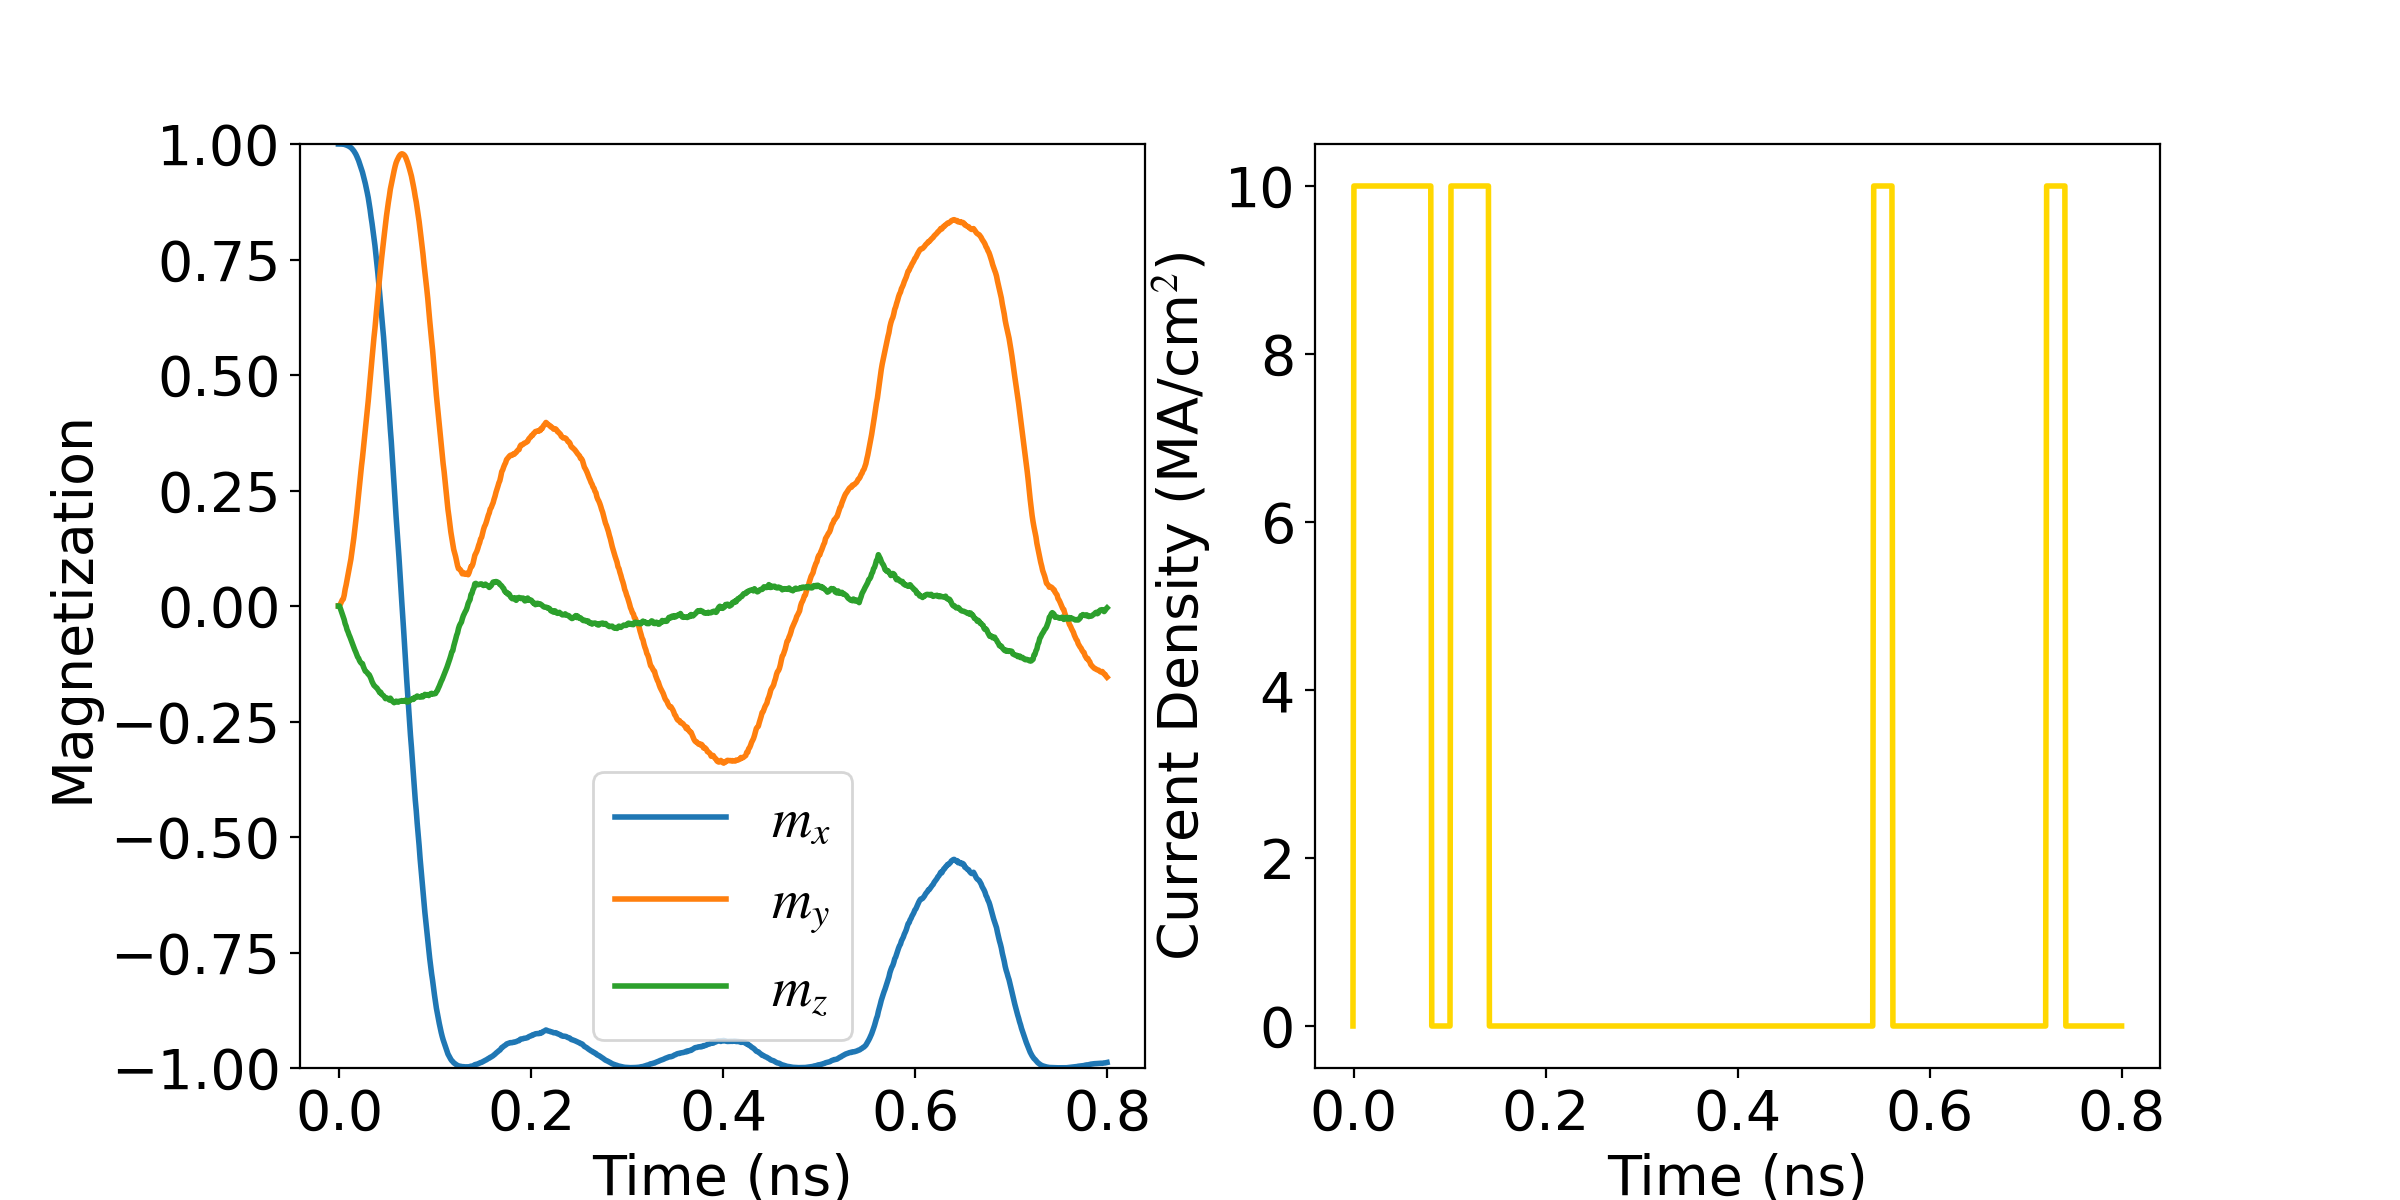 Magnetization
1.00
0.75
0.50
0.25
0.00
−0.25
−0.50
−0.75
−1.00
0.0 0.2 0.4 0.6 0.8
Time (ns)
m_x
m_y
m_z
Current Density (MA/cm²)
10
8
6
4
2
0
0.0 0.2 0.4 0.6 0.8
Time (ns)